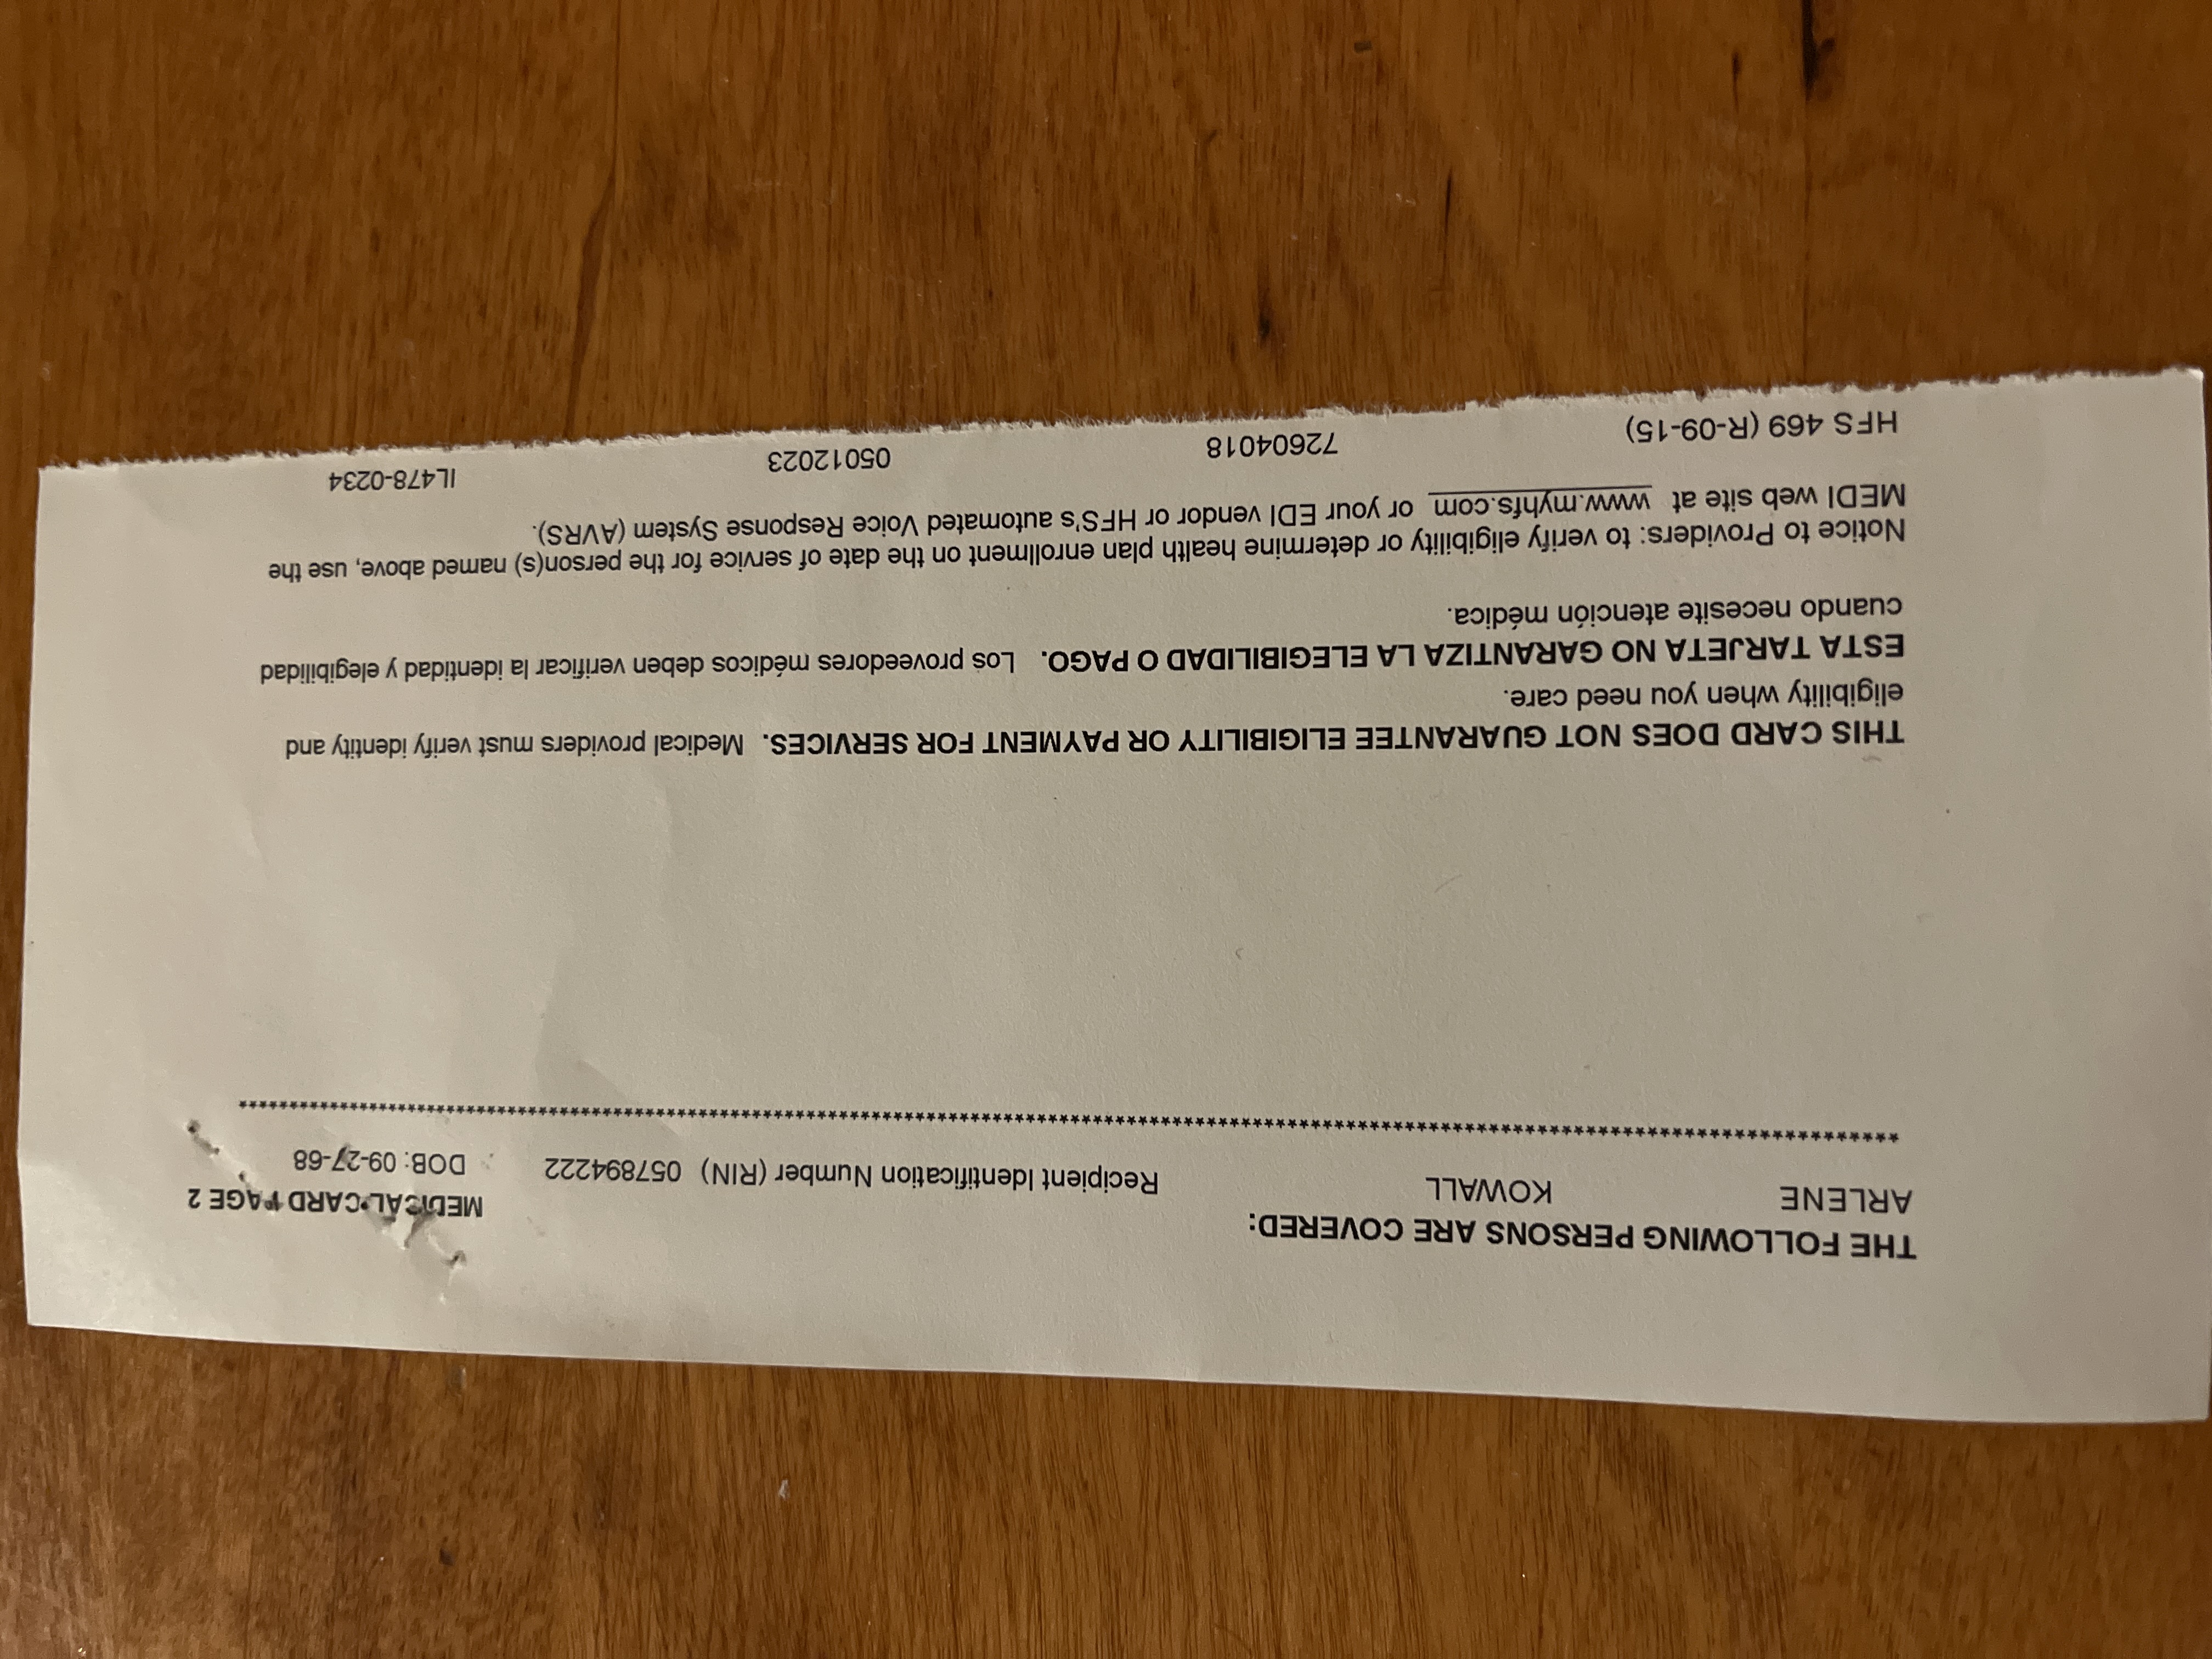 MEDICAL CARD PAGE 2
THE FOLLOWING PERSONS ARE COVERED:
ARLENE KOWALL Recipient Identification Number (RIN) 057894222 DOB: 09-27-68
****************************************************************************************************
THIS CARD DOES NOT GUARANTEE ELIGIBILITY OR PAYMENT FOR SERVICES. Medical providers must verify identity and
eligibility when you need care.
ESTA TARJETA NO GARANTIZA LA ELEGIBILIDAD O PAGO. Los proveedores médicos deben verificar la identidad y elegibilidad
cuando necesite atención médica.
Notice to Providers: to verify eligibility or determine health plan enrollment on the date of service for the person(s) named above, use the
MEDI web site at www.myhfs.com or your EDI vendor or HFS's automated Voice Response System (AVRS).
HFS 469 (R-09-15) 72604018 05012023 IL478-0234